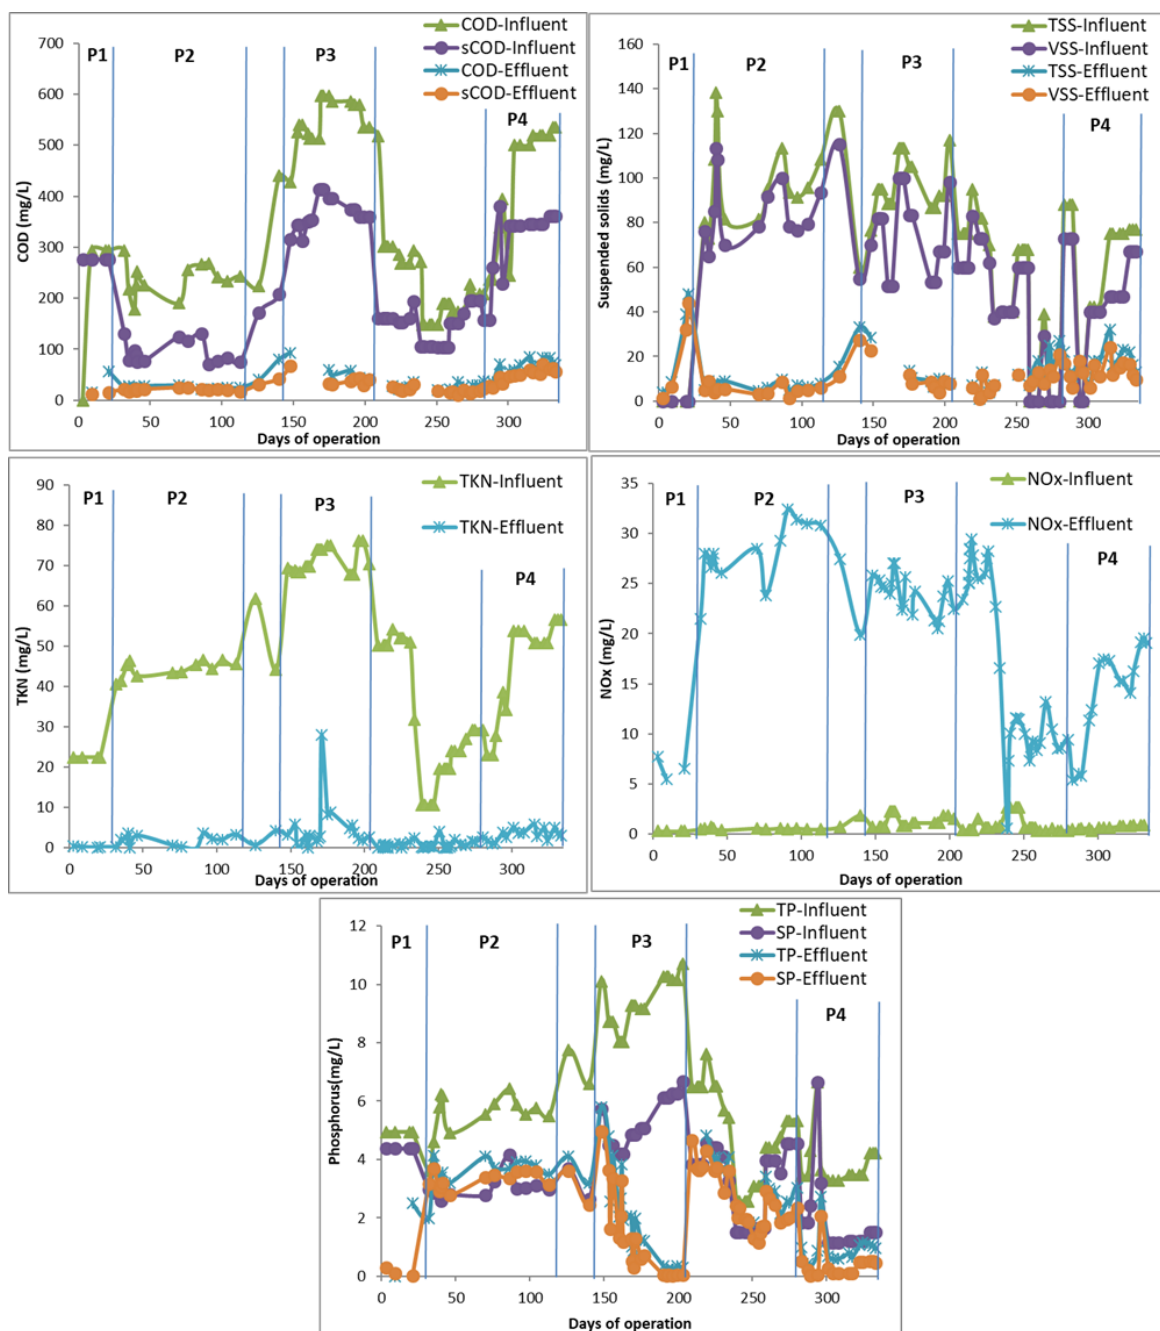 COD-Influent
sCOD-Influent
COD-Effluent
sCOD-Effluent
700
600
500
400
300
200
100
0
COD (mg/L)
P1
P2
P3
P4
0 50 100 150 200 250 300
Days of operation
TSS-Influent
VSS-Influent
TSS-Effluent
VSS-Effluent
160
140
120
100
80
60
40
20
0
Suspended solids (mg/L)
P1
P2
P3
P4
0 50 100 150 200 250 300
Days of operation
TKN-Influent
TKN-Effluent
90
80
70
60
50
40
30
20
10
0
TKN (mg/L)
P1
P2
P3
P4
0 50 100 150 200 250 300
Days of operation
NOx-Influent
NOx-Effluent
35
30
25
20
15
10
5
0
NOx (mg/L)
P1
P2
P3
P4
0 50 100 150 200 250 300
Days of operation
TP-Influent
SP-Influent
TP-Effluent
SP-Effluent
12
10
8
6
4
2
0
Phosphorus(mg/L)
P1
P2
P3
P4
0 50 100 150 200 250 300
Days of operation